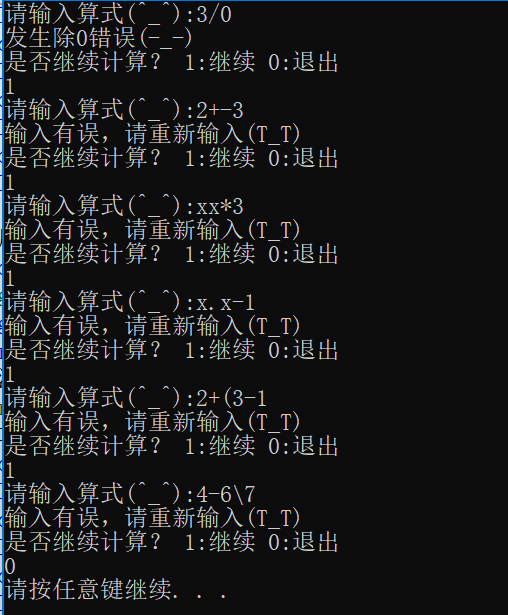 请输入算式(^_^):3/0
发生除0错误(-_-)
是否继续计算? 1:继续 0:退出
1
请输入算式(^_^):2+-3
输入有误，请重新输入(T_T)
是否继续计算? 1:继续 0:退出
1
请输入算式(^_^):xx*3
输入有误，请重新输入(T_T)
是否继续计算? 1:继续 0:退出
1
请输入算式(^_^):x.x-1
输入有误，请重新输入(T_T)
是否继续计算? 1:继续 0:退出
1
请输入算式(^_^):2+(3-1
输入有误，请重新输入(T_T)
是否继续计算? 1:继续 0:退出
1
请输入算式(^_^):4-6\7
输入有误，请重新输入(T_T)
是否继续计算? 1:继续 0:退出
0
请按任意键继续. . .